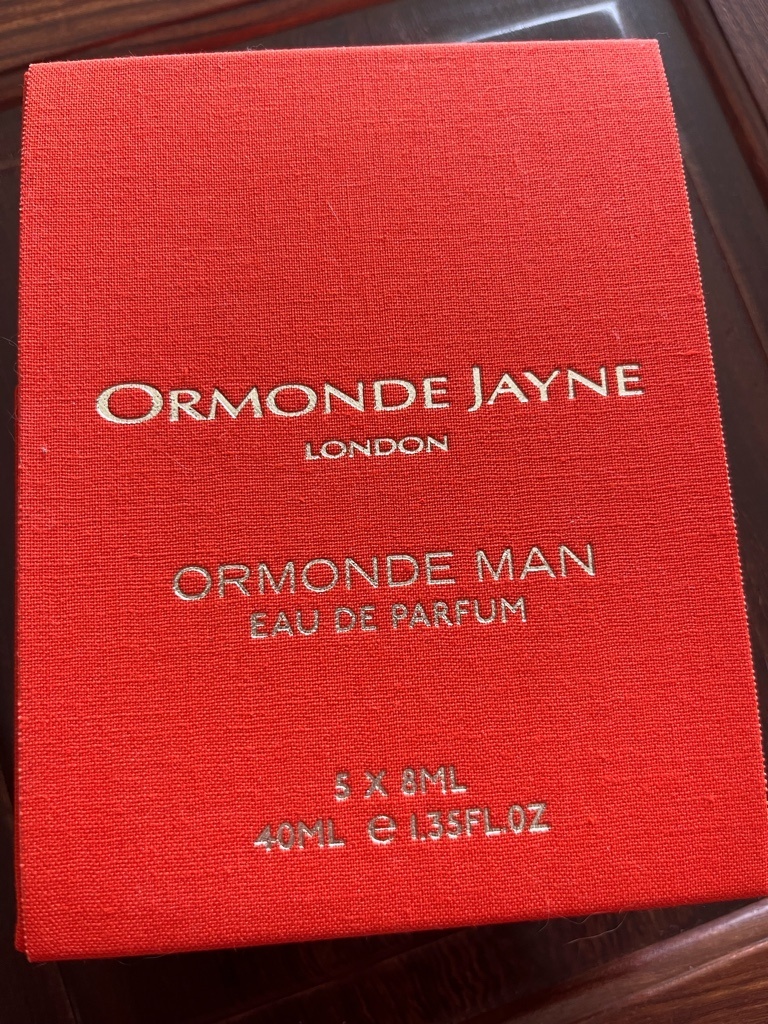 ORMONDE JAYNE
LONDON
ORMONDE MAN
EAU DE PARFUM
5 X 8ML
40ML ℮ 1.35FL.OZ